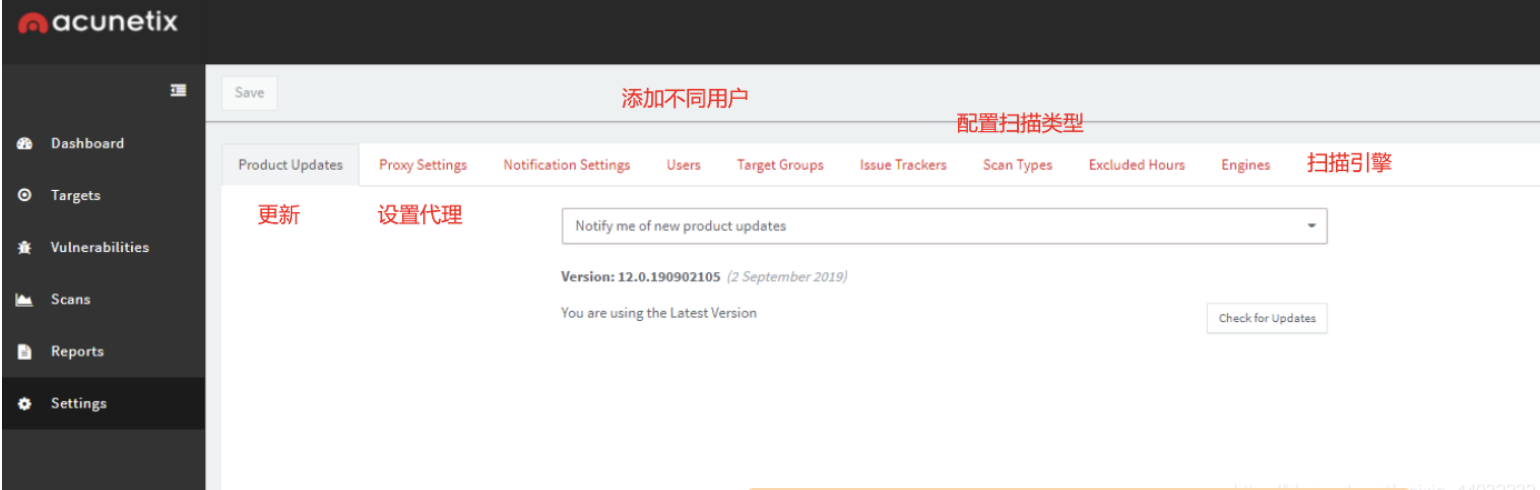 acunetix
Save
添加不同用户
配置扫描类型
Dashboard
Product Updates Proxy Settings Notification Settings Users Target Groups Issue Trackers Scan Types Excluded Hours Engines 扫描引擎
Targets
更新 设置代理
Notify me of new product updates
Vulnerabilities
Version: 12.0.190902105 (2 September 2019)
Scans
You are using the Latest Version
Check for Updates
Reports
Settings